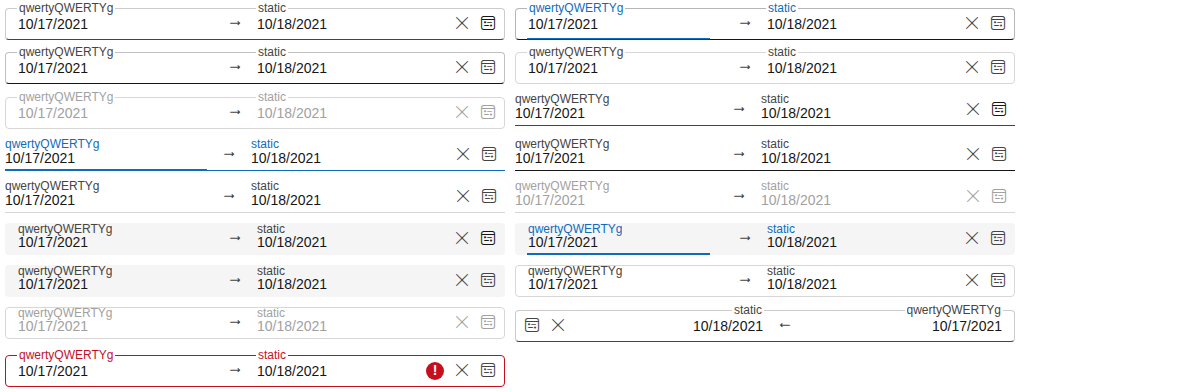 qwertyQWERTYg static qwertyQWERTYg static
10/17/2021 → 10/18/2021 10/17/2021 → 10/18/2021
qwertyQWERTYg static qwertyQWERTYg static
10/17/2021 → 10/18/2021 10/17/2021 → 10/18/2021
qwertyQWERTYg static qwertyQWERTYg static
10/17/2021 → 10/18/2021 10/17/2021 → 10/18/2021
qwertyQWERTYg static qwertyQWERTYg static
10/17/2021 → 10/18/2021 10/17/2021 → 10/18/2021
qwertyQWERTYg static qwertyQWERTYg static
10/17/2021 → 10/18/2021 10/17/2021 → 10/18/2021
qwertyQWERTYg static qwertyQWERTYg static
10/17/2021 → 10/18/2021 10/17/2021 → 10/18/2021
qwertyQWERTYg static qwertyQWERTYg static
10/17/2021 → 10/18/2021 10/17/2021 → 10/18/2021
qwertyQWERTYg static static qwertyQWERTYg
10/17/2021 → 10/18/2021 10/18/2021 ← 10/17/2021
qwertyQWERTYg static
10/17/2021 → 10/18/2021 !